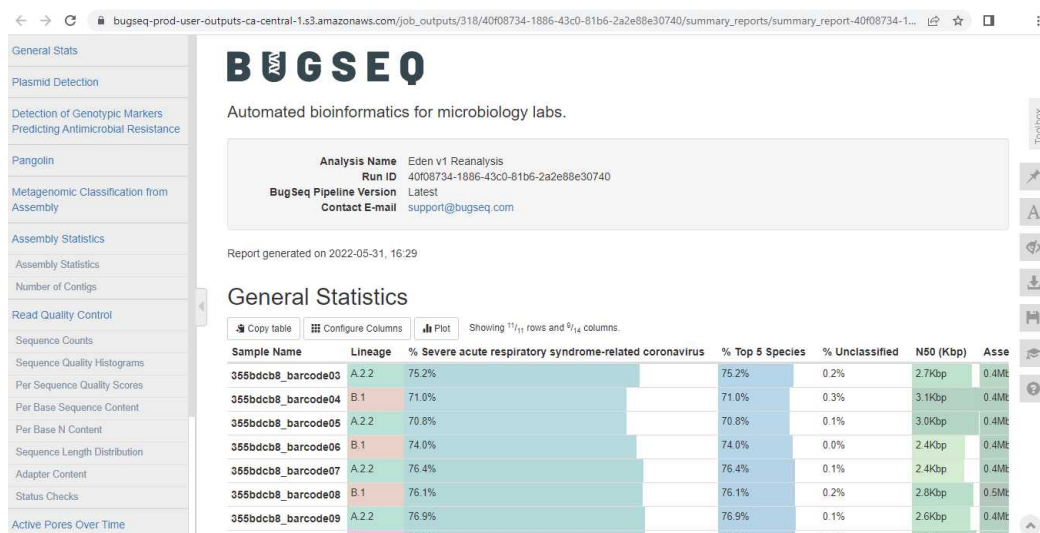 bugseq-prod-user-outputs-ca-central-1.s3.amazonaws.com/job_outputs/318/40f08734-1886-43c0-81b6-2a2e88e30740/summary_reports/summary_report-40f08734-1...
General Stats
Plasmid Detection
Detection of Genotypic Markers
Predicting Antimicrobial Resistance
Pangolin
Metagenomic Classification from
Assembly
Assembly Statistics
Assembly Statistics
Number of Contigs
Read Quality Control
Sequence Counts
Sequence Quality Histograms
Per Sequence Quality Scores
Per Base Sequence Content
Per Base N Content
Sequence Length Distribution
Adapter Content
Status Checks
Active Pores Over Time
BUGSEQ
Automated bioinformatics for microbiology labs.
Analysis Name Eden v1 Reanalysis
Run ID 40f08734-1886-43c0-81b6-2a2e88e30740
BugSeq Pipeline Version Latest
Contact E-mail support@bugseq.com
Report generated on 2022-05-31, 16:29
General Statistics
Copy table Configure Columns Plot Showing 11/11 rows and 9/14 columns.
Sample Name Lineage % Severe acute respiratory syndrome-related coronavirus % Top 5 Species % Unclassified N50 (Kbp) Asse
355bdcb8_barcode03 A.2.2 75.2% 75.2% 0.2% 2.7Kbp 0.4Mb
355bdcb8_barcode04 B.1 71.0% 71.0% 0.3% 3.1Kbp 0.4Mb
355bdcb8_barcode05 A.2.2 70.8% 70.8% 0.1% 3.0Kbp 0.4Mb
355bdcb8_barcode06 B.1 74.0% 74.0% 0.0% 2.4Kbp 0.4Mb
355bdcb8_barcode07 A.2.2 76.4% 76.4% 0.1% 2.4Kbp 0.4Mb
355bdcb8_barcode08 B.1 76.1% 76.1% 0.2% 2.8Kbp 0.5Mb
355bdcb8_barcode09 A.2.2 76.9% 76.9% 0.1% 2.6Kbp 0.4Mb
Toolbox
A